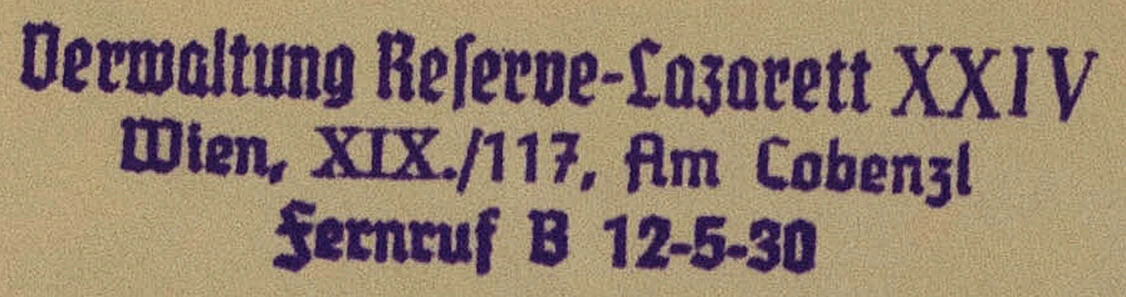 Verwaltung Reserve-Lazarett XXIV
Wien, XIX./117, Am Cobenzl
Fernruf B 12-5-30